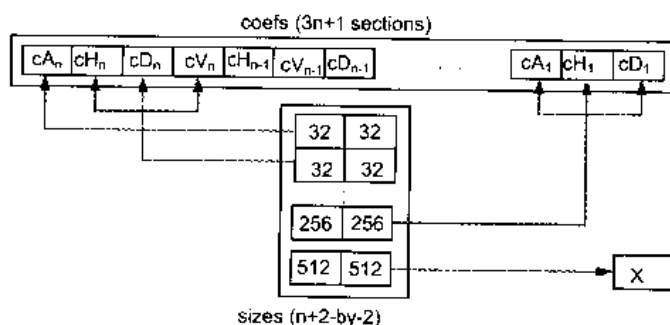 coefs (3n+1 sections)
cAn cHn cDn cVn cHn-1 cVn-1 cDn-1 cA1 cH1 cD1
32 32
32 32
256 256
512 512
X
sizes (n+2-by-2)